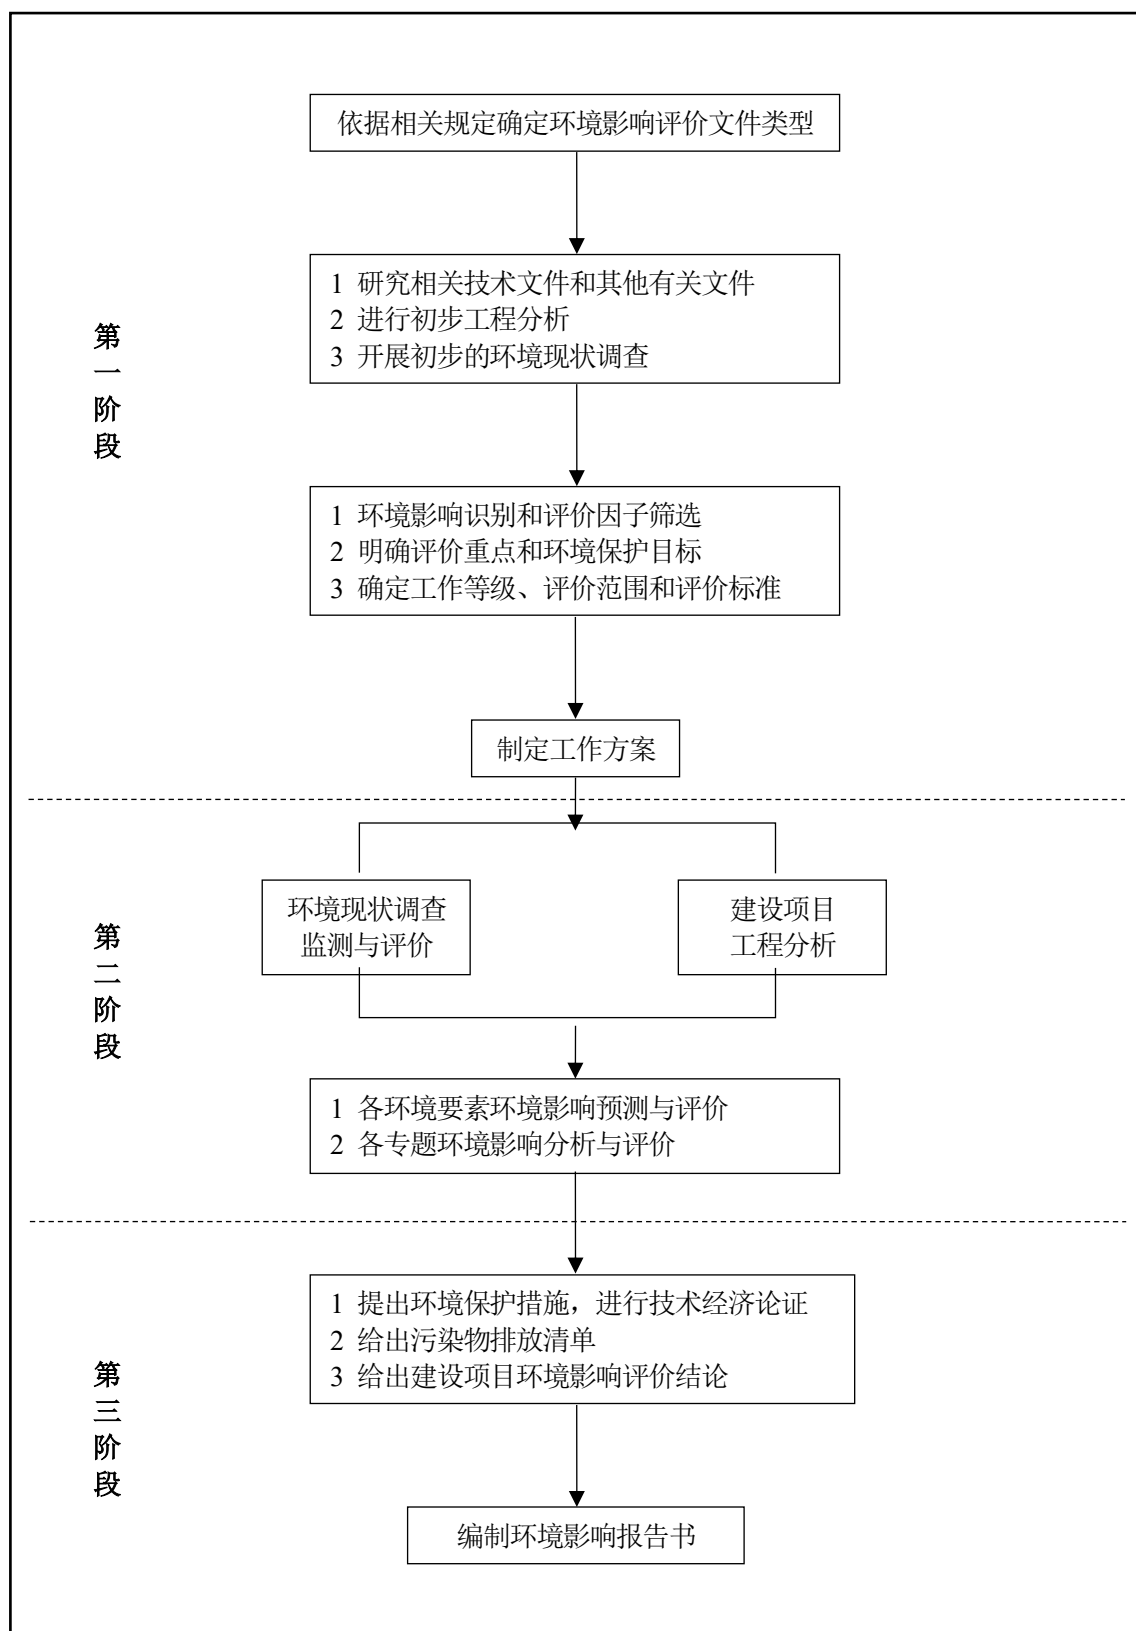 依据相关规定确定环境影响评价文件类型
1 研究相关技术文件和其他有关文件
2 进行初步工程分析
3 开展初步的环境现状调查
第一阶段
1 环境影响识别和评价因子筛选
2 明确评价重点和环境保护目标
3 确定工作等级、评价范围和评价标准
制定工作方案
环境现状调查
监测与评价
建设项目
工程分析
第二阶段
1 各环境要素环境影响预测与评价
2 各专题环境影响分析与评价
1 提出环境保护措施，进行技术经济论证
2 给出污染物排放清单
3 给出建设项目环境影响评价结论
第三阶段
编制环境影响报告书